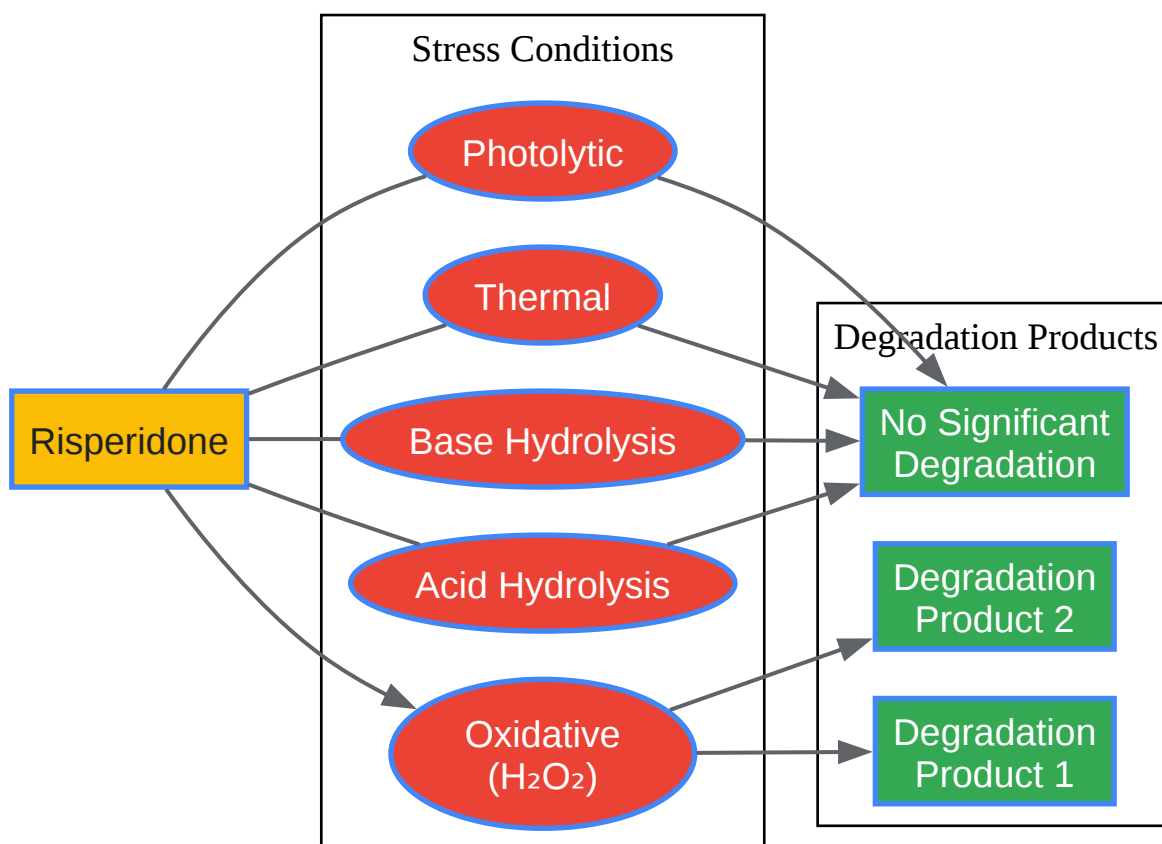 Stress Conditions
Photolytic
Thermal
Degradation Products
Risperidone
Base Hydrolysis
No Significant
Degradation
Acid Hydrolysis
Degradation
Product 2
Oxidative
(H₂O₂)
Degradation
Product 1